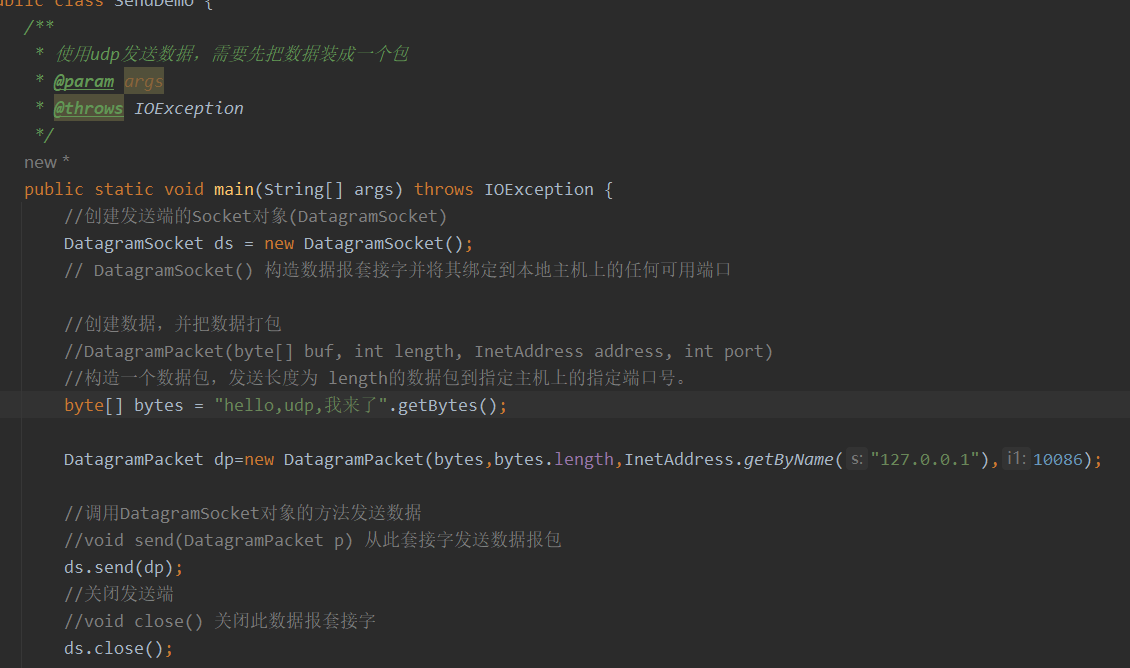 public class SendDemo {
/**
* 使用udp发送数据，需要先把数据装成一个包
* @param args
* @throws IOException
*/
new *
public static void main(String[] args) throws IOException {
//创建发送端的Socket对象(DatagramSocket)
DatagramSocket ds = new DatagramSocket();
// DatagramSocket() 构造数据报套接字并将其绑定到本地主机上的任何可用端口
//创建数据，并把数据打包
//DatagramPacket(byte[] buf, int length, InetAddress address, int port)
//构造一个数据包，发送长度为 length的数据包到指定主机上的指定端口号。
byte[] bytes = "hello,udp,我来了".getBytes();
DatagramPacket dp=new DatagramPacket(bytes,bytes.length,InetAddress.getByName( s: "127.0.0.1"), i1: 10086);
//调用DatagramSocket对象的方法发送数据
//void send(DatagramPacket p) 从此套接字发送数据报包
ds.send(dp);
//关闭发送端
//void close() 关闭此数据报套接字
ds.close();